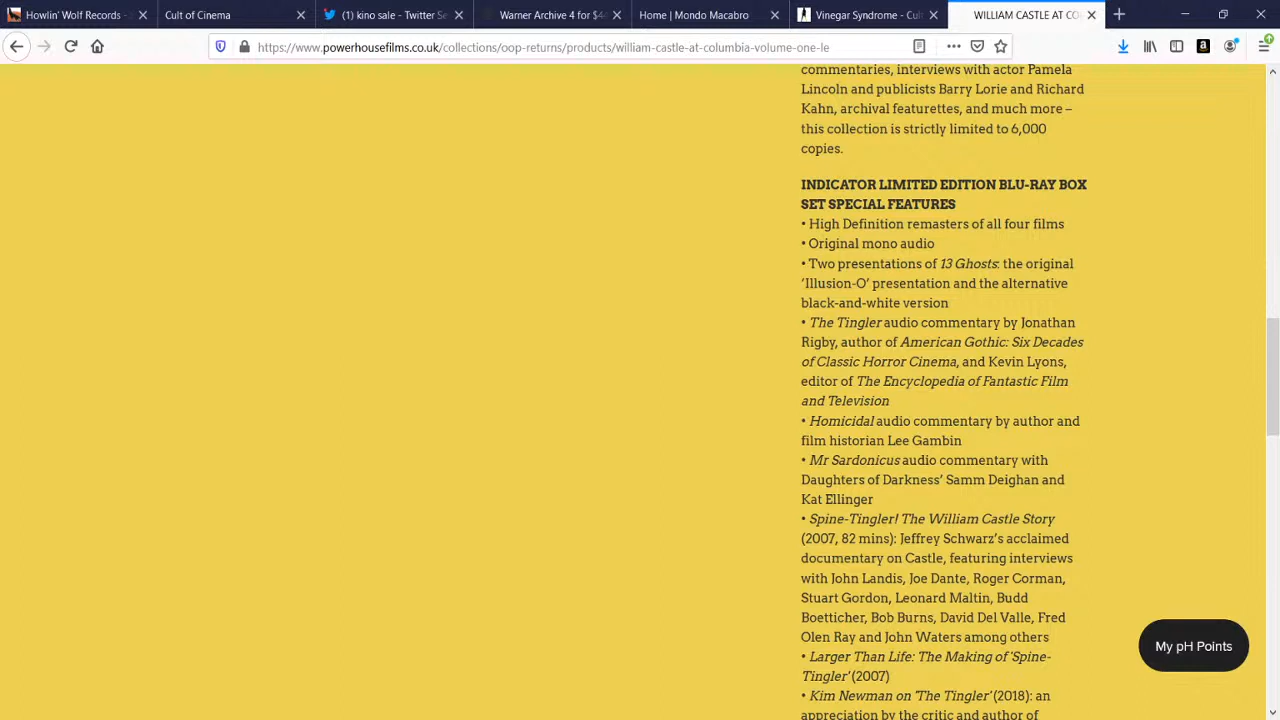 Howlin' Wolf Records -
Cult of Cinema
(1) kino sale - Twitter Se
Warner Archive 4 for $4
Home | Mondo Macabro
Vinegar Syndrome - Cul
WILLIAM CASTLE AT CO
https://www.powerhousefilms.co.uk/collections/oop-returns/products/william-castle-at-columbia-volume-one-le
commentaries, interviews with actor Pamela
Lincoln and publicists Barry Lorie and Richard
Kahn, archival featurettes, and much more –
this collection is strictly limited to 6,000
copies.
INDICATOR LIMITED EDITION BLU-RAY BOX
SET SPECIAL FEATURES
• High Definition remasters of all four films
• Original mono audio
• Two presentations of 13 Ghosts: the original
‘Illusion-O’ presentation and the alternative
black-and-white version
• The Tingler audio commentary by Jonathan
Rigby, author of American Gothic: Six Decades
of Classic Horror Cinema, and Kevin Lyons,
editor of The Encyclopedia of Fantastic Film
and Television
• Homicidal audio commentary by author and
film historian Lee Gambin
• Mr Sardonicus audio commentary with
Daughters of Darkness’ Samm Deighan and
Kat Ellinger
• Spine-Tingler! The William Castle Story
(2007, 82 mins): Jeffrey Schwarz’s acclaimed
documentary on Castle, featuring interviews
with John Landis, Joe Dante, Roger Corman,
Stuart Gordon, Leonard Maltin, Budd
Boetticher, Bob Burns, David Del Valle, Fred
Olen Ray and John Waters among others
• Larger Than Life: The Making of 'Spine-
Tingler' (2007)
• Kim Newman on 'The Tingler' (2018): an
appreciation by the critic and author of
My pH Points